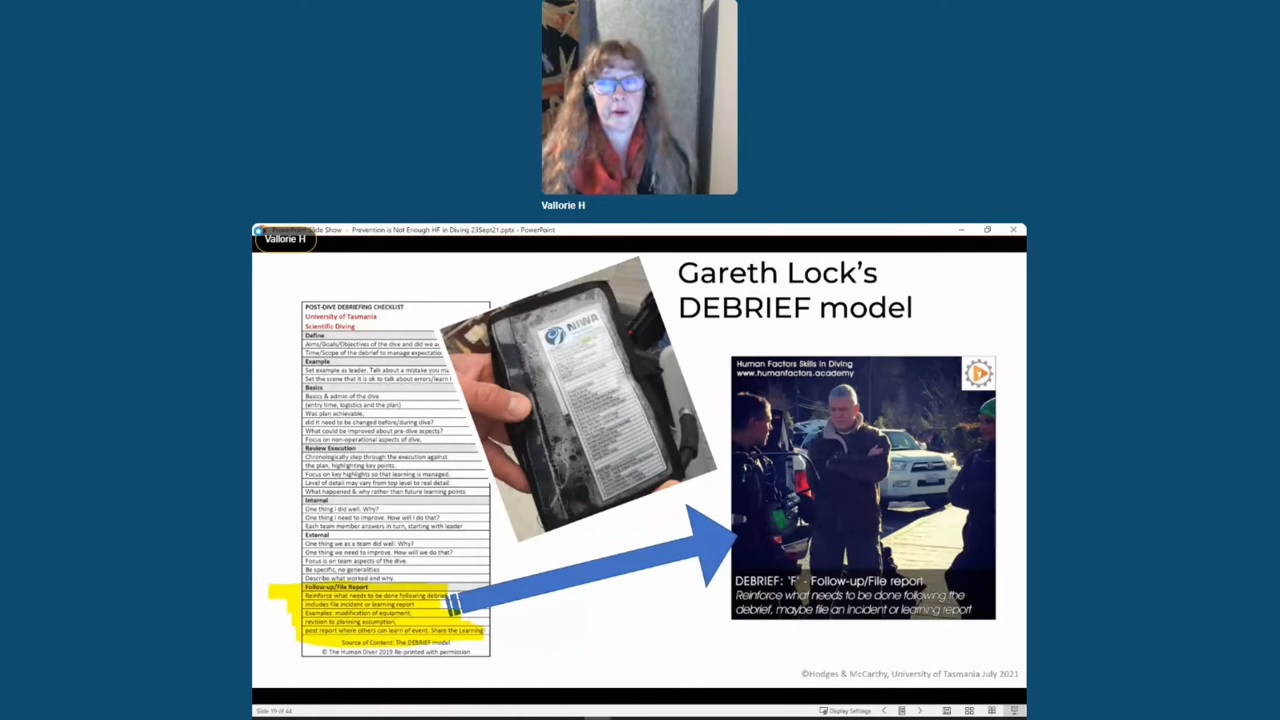 Vallorie H
PowerPoint Slide Show - Prevention is Not Enough HF in Diving 23Sept21.pptx - PowerPoint
Vallorie H
Gareth Lock's
DEBRIEF model
POST-DIVE DEBRIEFING CHECKLIST
University of Tasmania
Scientific Diving
Define
Aims/Goals/Objectives of the dive and did we
Time/Scope of the debrief to manage
Example
Set example as leader. Talk about a mistake you
Set the scene that it is ok to talk about errors/learn
Basics
Basics & admin of the dive
(entry time, logistics and the plan)
Was plan achievable,
did it need to be changed before/during dive?
What could be improved about pre-dive aspects?
Focus on non-operational aspects of dive.
Review Execution
Chronologically step through the execution against
the plan, highlighting key points.
Focus on key highlights so that learning is managed.
Level of detail may vary from top level to real detail.
What happened & why rather than future learning points
Internal
One thing I did well. Why?
One thing I need to improve. How will I do that?
Each team member answers in turn, starting with leader
External
One thing we as a team did well. Why?
One thing we need to improve. How will we do that?
Focus is on team aspects of the dive.
Be specific, no generalities
Describe what worked and why.
Follow-up/File Report
Reinforce what needs to be done following debrief
Includes file incident or learning report
Examples: modification of equipment,
revision to planning assumption,
post report where others can learn of event. Share the Learning!
Source of Content: The DEBRIEF model
© The Human Diver 2019 Re-printed with permission
NIWA
Human Factors Skills in Diving
www.humanfactors.academy
DEBRIEF: 'F' - Follow-up/File report
Reinforce what needs to be done following the
debrief, maybe file an incident or learning report
©Hodges & McCarthy, University of Tasmania July 2021
Slide 19 of 44
Display Settings